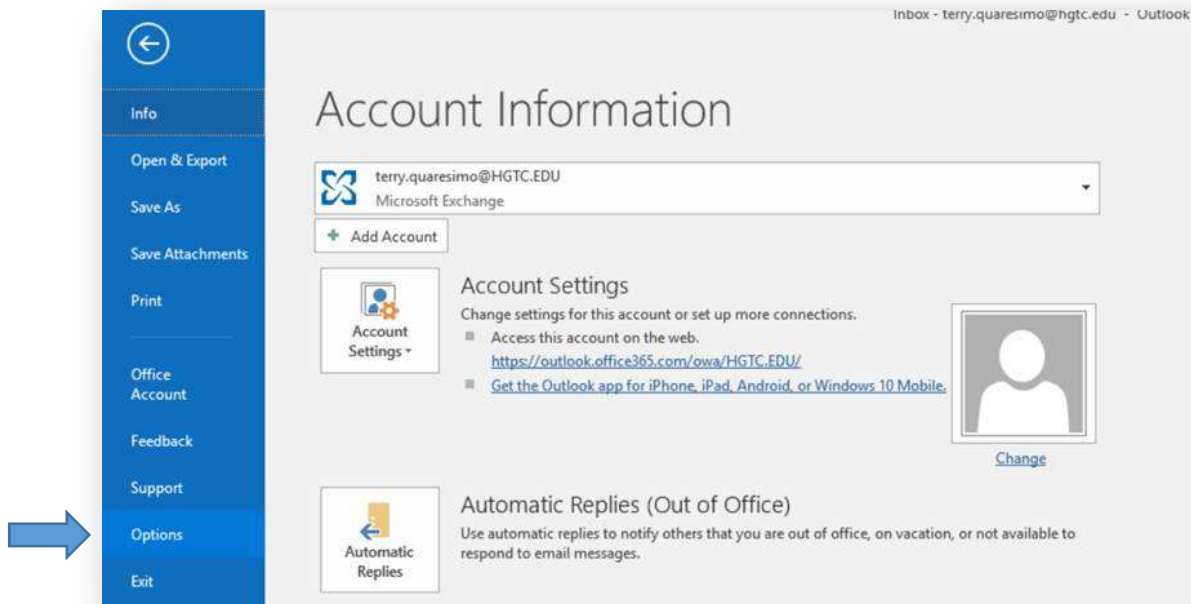 Inbox - terry.quaresimo@hgtc.edu - Outlook
Info
Open & Export
Save As
Save Attachments
Print
Office
Account
Feedback
Support
Options
Exit
Account Information
terry.quaresimo@HGTC.EDU
Microsoft Exchange
+ Add Account
Account
Settings
Account Settings
Change settings for this account or set up more connections.
Access this account on the web.
https://outlook.office365.com/owa/HGTC.EDU/
Get the Outlook app for iPhone, iPad, Android, or Windows 10 Mobile.
Change
Automatic
Replies
Automatic Replies (Out of Office)
Use automatic replies to notify others that you are out of office, on vacation, or not available to
respond to email messages.